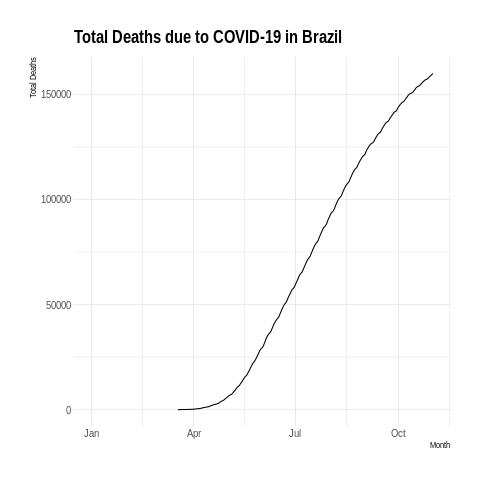 Total Deaths due to COVID-19 in Brazil
Total Deaths
150000
100000
50000
0
Jan Apr Jul Oct
Month